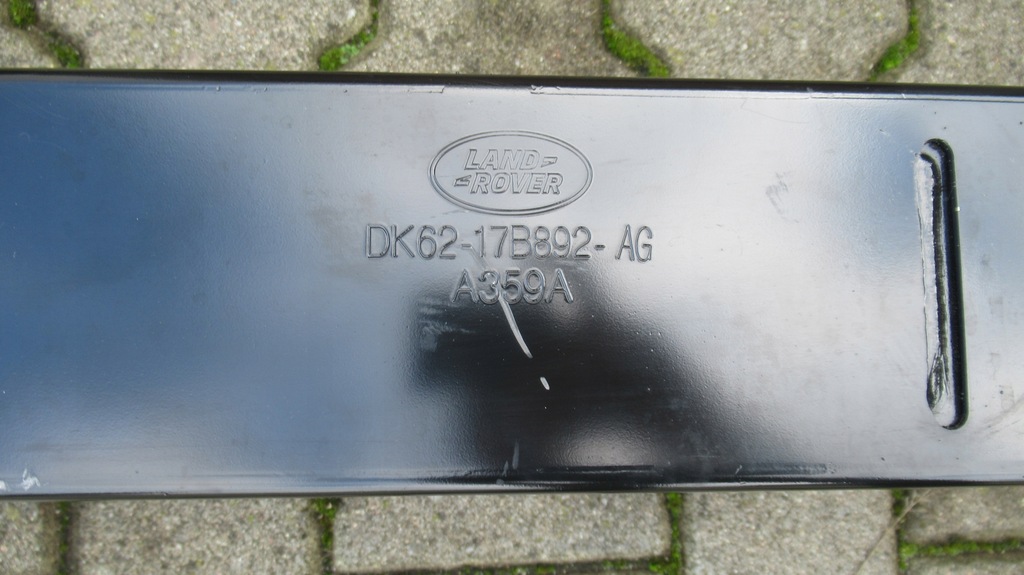 LAND
ROVER
DK62-17B892-AG
A359A